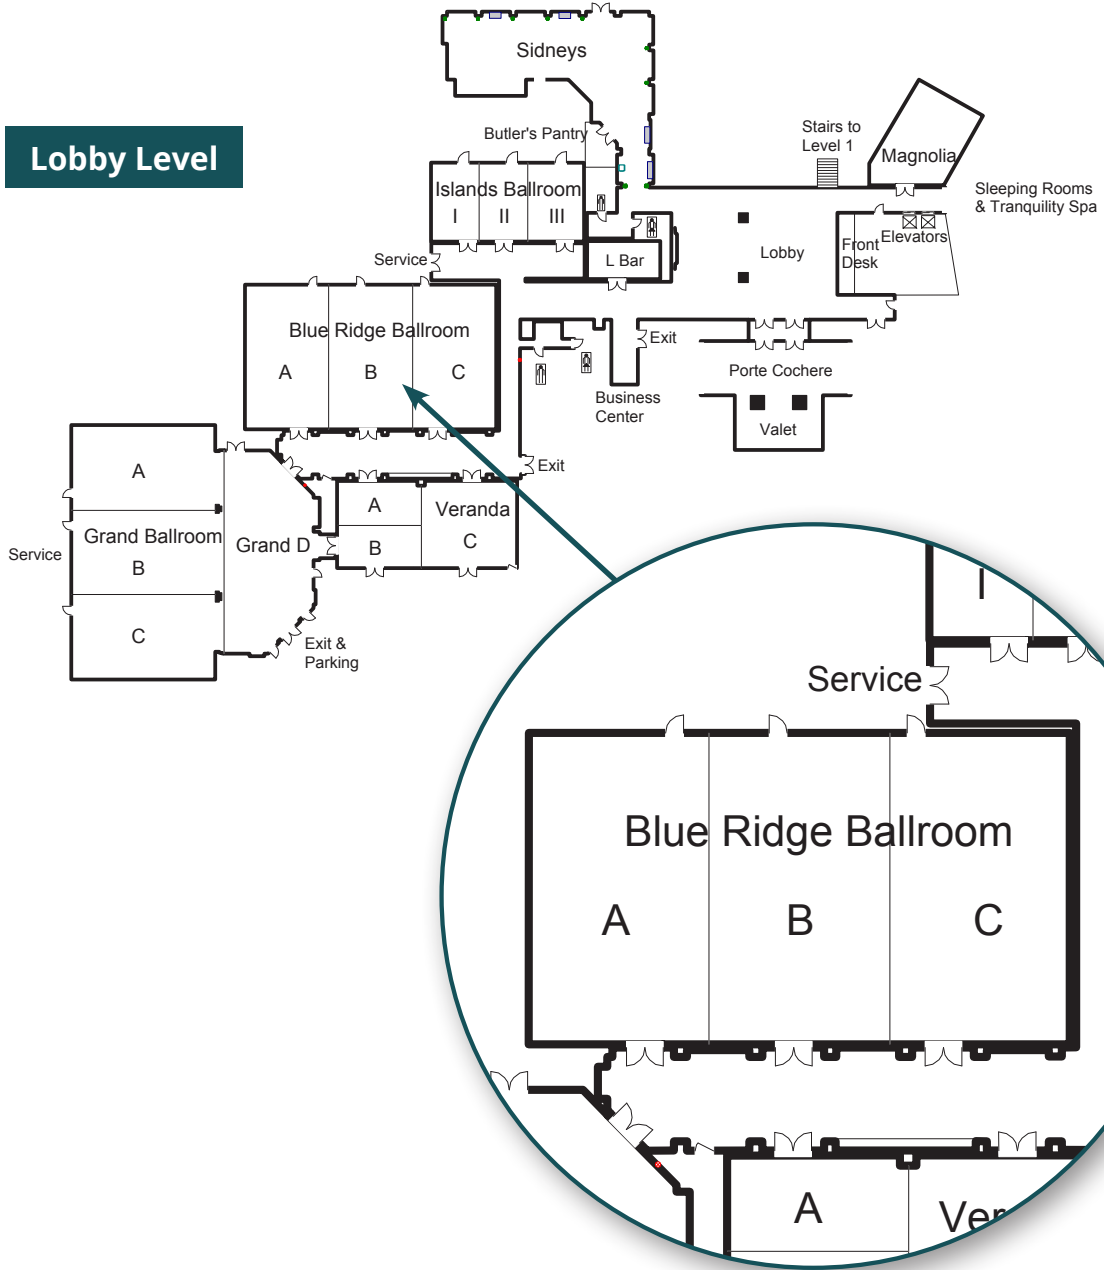 Lobby Level
Sidneys
Butler's Pantry
Stairs to
Level 1
Magnolia
Sleeping Rooms
& Tranquility Spa
Islands Ballroom
I II III
Service
L Bar
Lobby
Front
Desk
Elevators
Blue Ridge Ballroom
A B C
Exit
Business
Center
Porte Cochere
Valet
Exit
A
Grand Ballroom
B
C
Service
Grand D
A
B
Veranda
C
Exit &
Parking
Service
Blue Ridge Ballroom
A B C
A
Ver